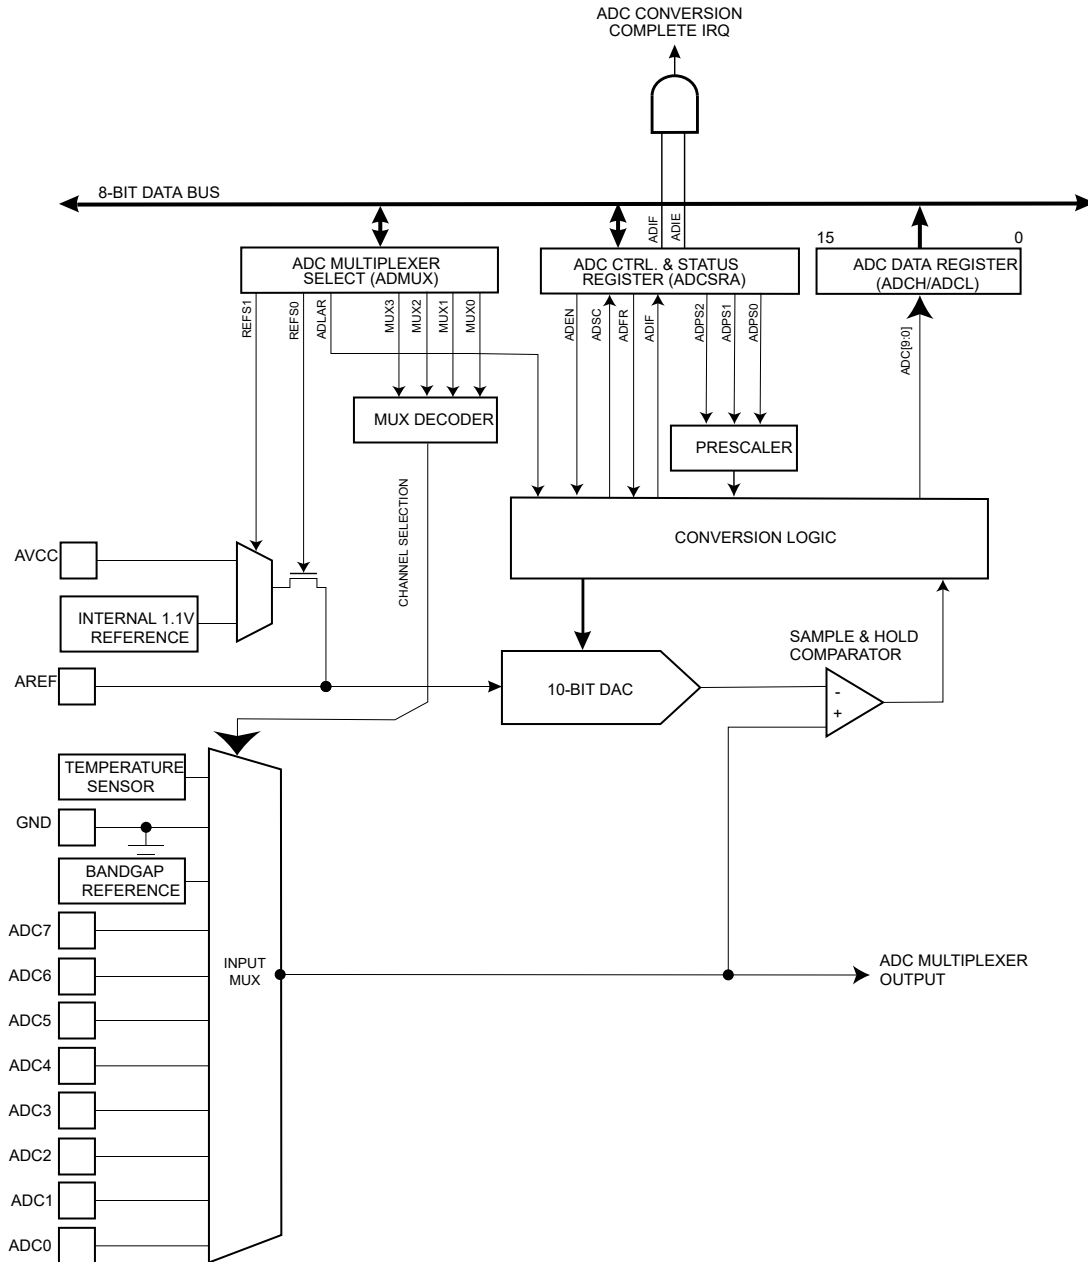 ADC CONVERSION
COMPLETE IRQ
8-BIT DATA BUS
ADIF
ADIE
15
0
ADC MULTIPLEXER
SELECT (ADMUX)
ADC CTRL. & STATUS
REGISTER (ADCSRA)
ADC DATA REGISTER
(ADCH/ADCL)
REFS1
REFS0
ADLAR
MUX3
MUX2
MUX1
MUX0
ADEN
ADSC
ADFR
ADIF
ADPS2
ADPS1
ADPS0
ADC[9:0]
MUX DECODER
PRESCALER
CHANNEL SELECTION
CONVERSION LOGIC
AVCC
INTERNAL 1.1V
REFERENCE
SAMPLE & HOLD
COMPARATOR
AREF
10-BIT DAC
-
+
TEMPERATURE
SENSOR
GND
BANDGAP
REFERENCE
ADC7
ADC6
INPUT
MUX
ADC MULTIPLEXER
OUTPUT
ADC5
ADC4
ADC3
ADC2
ADC1
ADC0